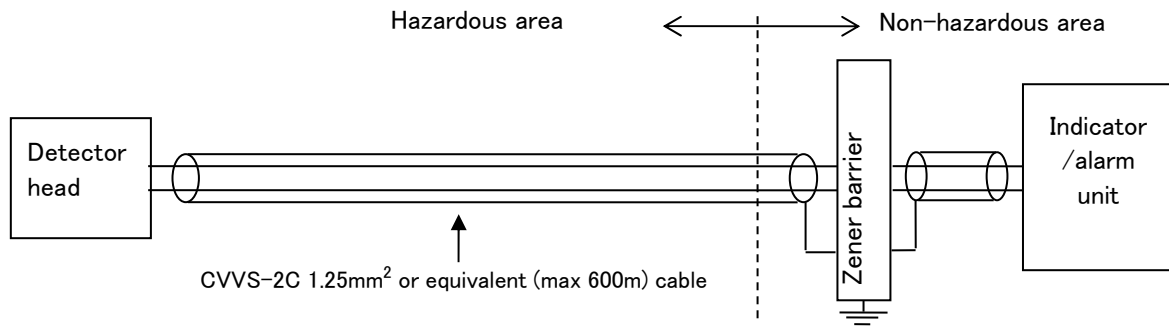 Hazardous area
Non-hazardous area
Detector
head
Zener barrier
Indicator
/alarm
unit
CVVS-2C 1.25mm² or equivalent (max 600m) cable